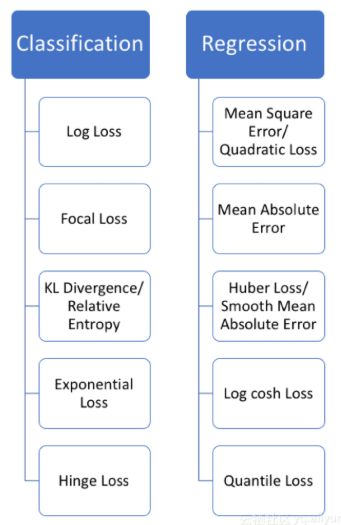 Classification
Log Loss
Focal Loss
KL Divergence/
Relative
Entropy
Exponential
Loss
Hinge Loss
Regression
Mean Square
Error/
Quadratic Loss
Mean Absolute
Error
Huber Loss/
Smooth Mean
Absolute Error
Log cosh Loss
Quantile Loss